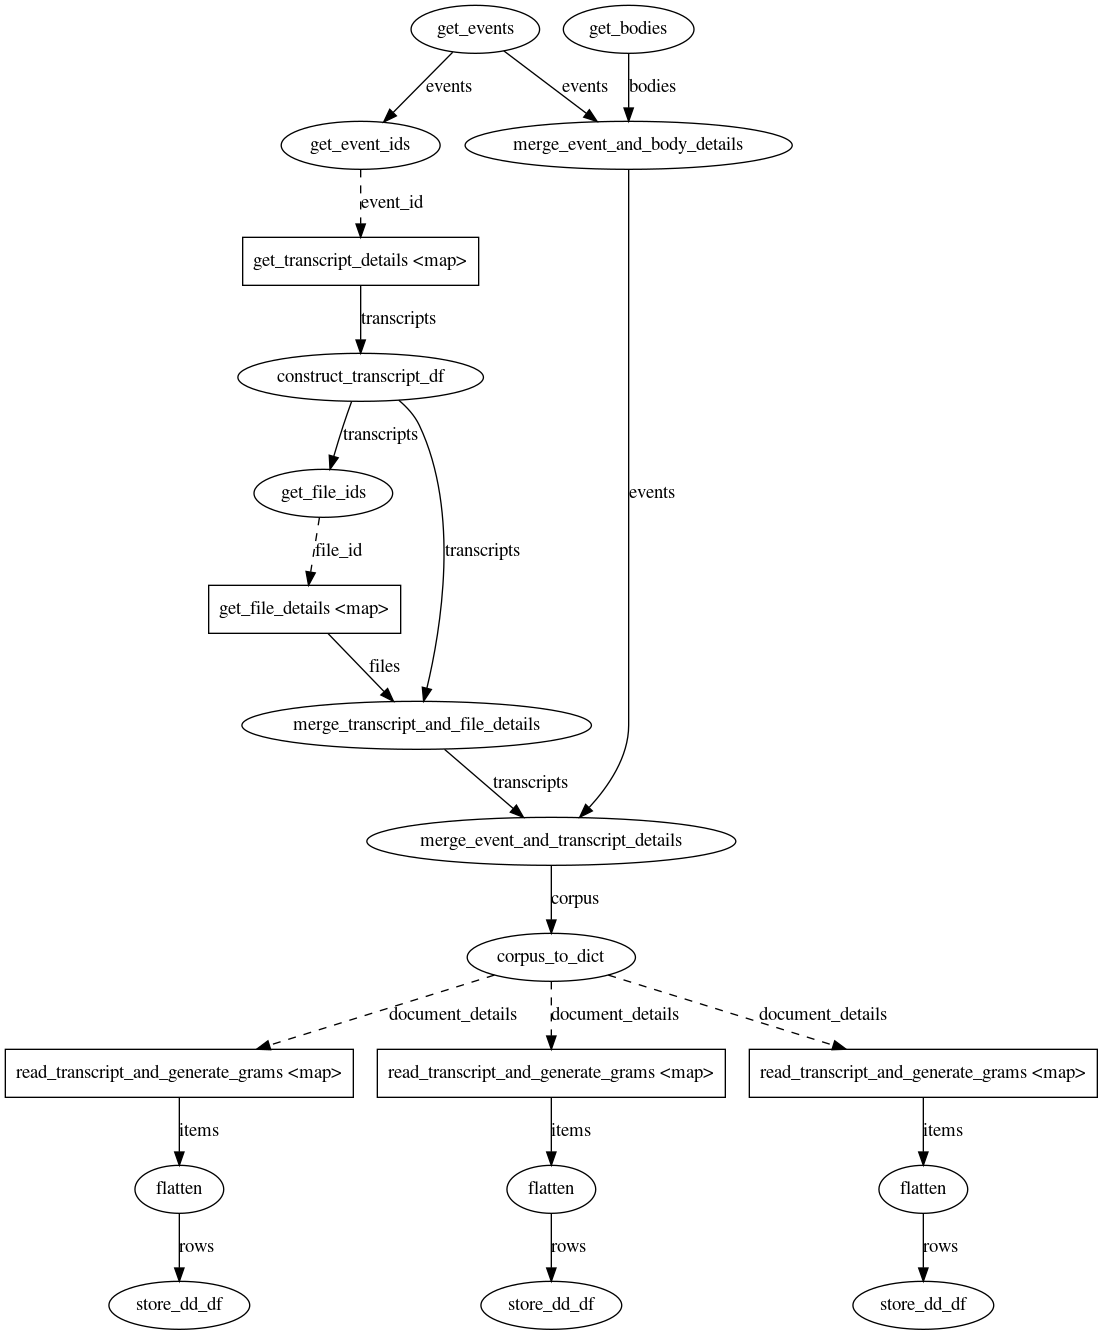 get_events
get_bodies
events
events
bodies
get_event_ids
merge_event_and_body_details
event_id
get_transcript_details <map>
transcripts
construct_transcript_df
transcripts
get_file_ids
events
file_id
transcripts
get_file_details <map>
files
merge_transcript_and_file_details
transcripts
merge_event_and_transcript_details
corpus
corpus_to_dict
document_details
document_details
document_details
read_transcript_and_generate_grams <map>
read_transcript_and_generate_grams <map>
read_transcript_and_generate_grams <map>
items
items
items
flatten
flatten
flatten
rows
rows
rows
store_dd_df
store_dd_df
store_dd_df